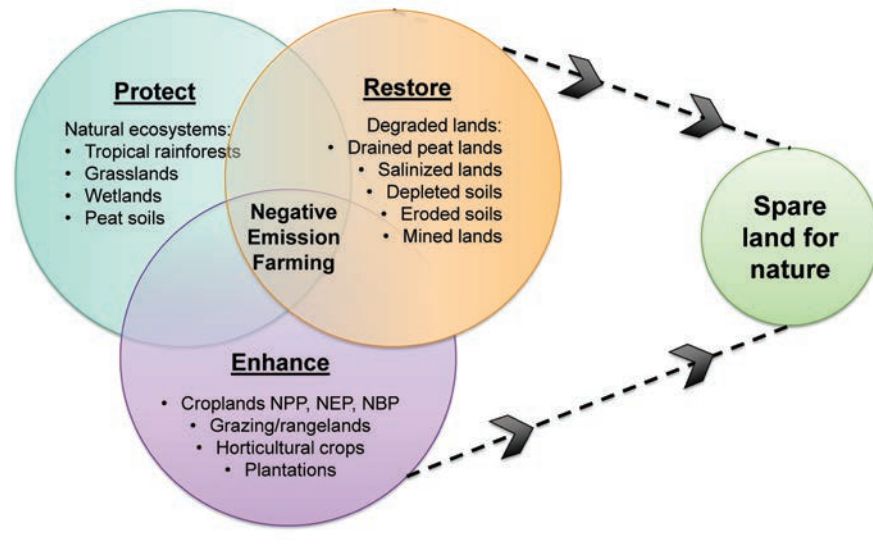 Protect
Natural ecosystems:
• Tropical rainforests
• Grasslands
• Wetlands
• Peat soils
Restore
Degraded lands:
• Drained peat lands
• Salinized lands
• Depleted soils
• Eroded soils
• Mined lands
Negative
Emission
Farming
Enhance
• Croplands NPP, NEP, NBP
• Grazing/rangelands
• Horticultural crops
• Plantations
Spare
land for
nature